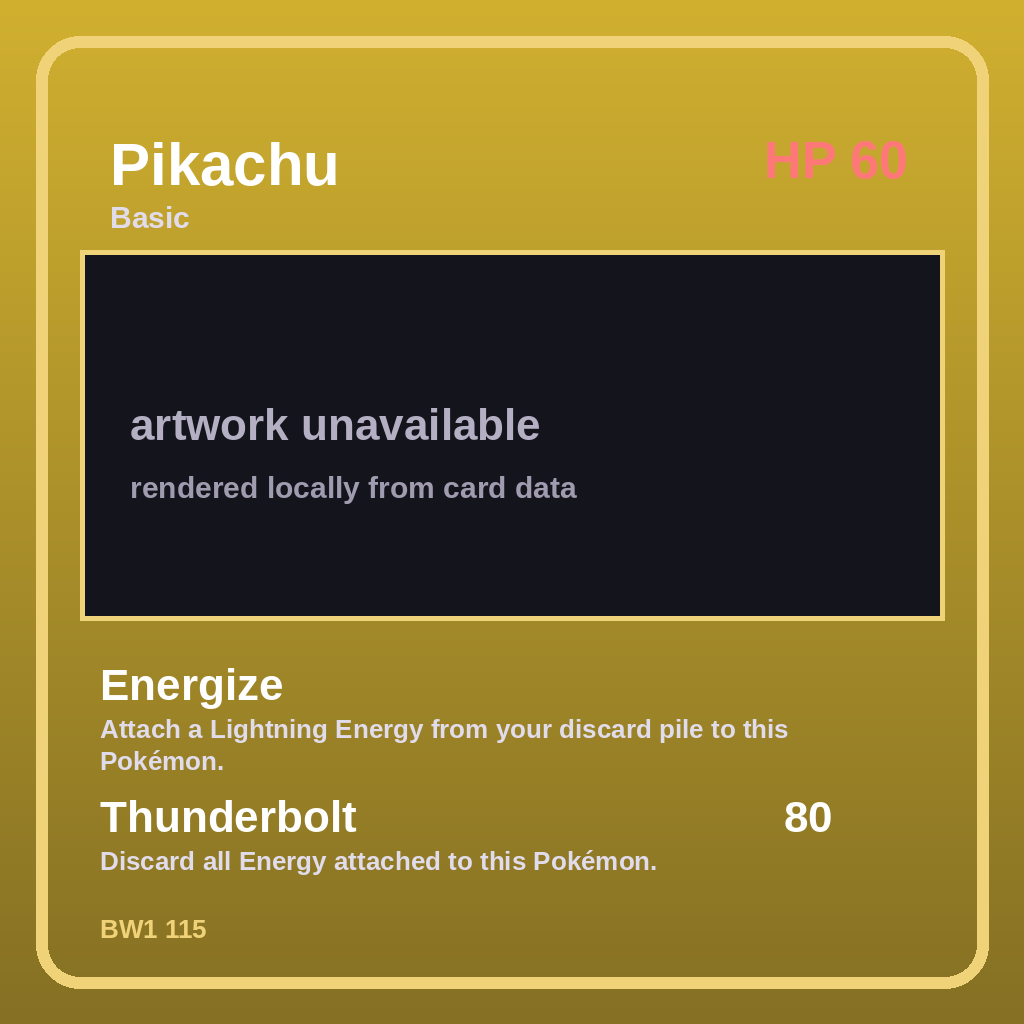 Pikachu
HP 60
Basic
artwork unavailable
rendered locally from card data
Energize
Attach a Lightning Energy from your discard pile to this
Pokémon.
Thunderbolt 80
Discard all Energy attached to this Pokémon.
BW1 115